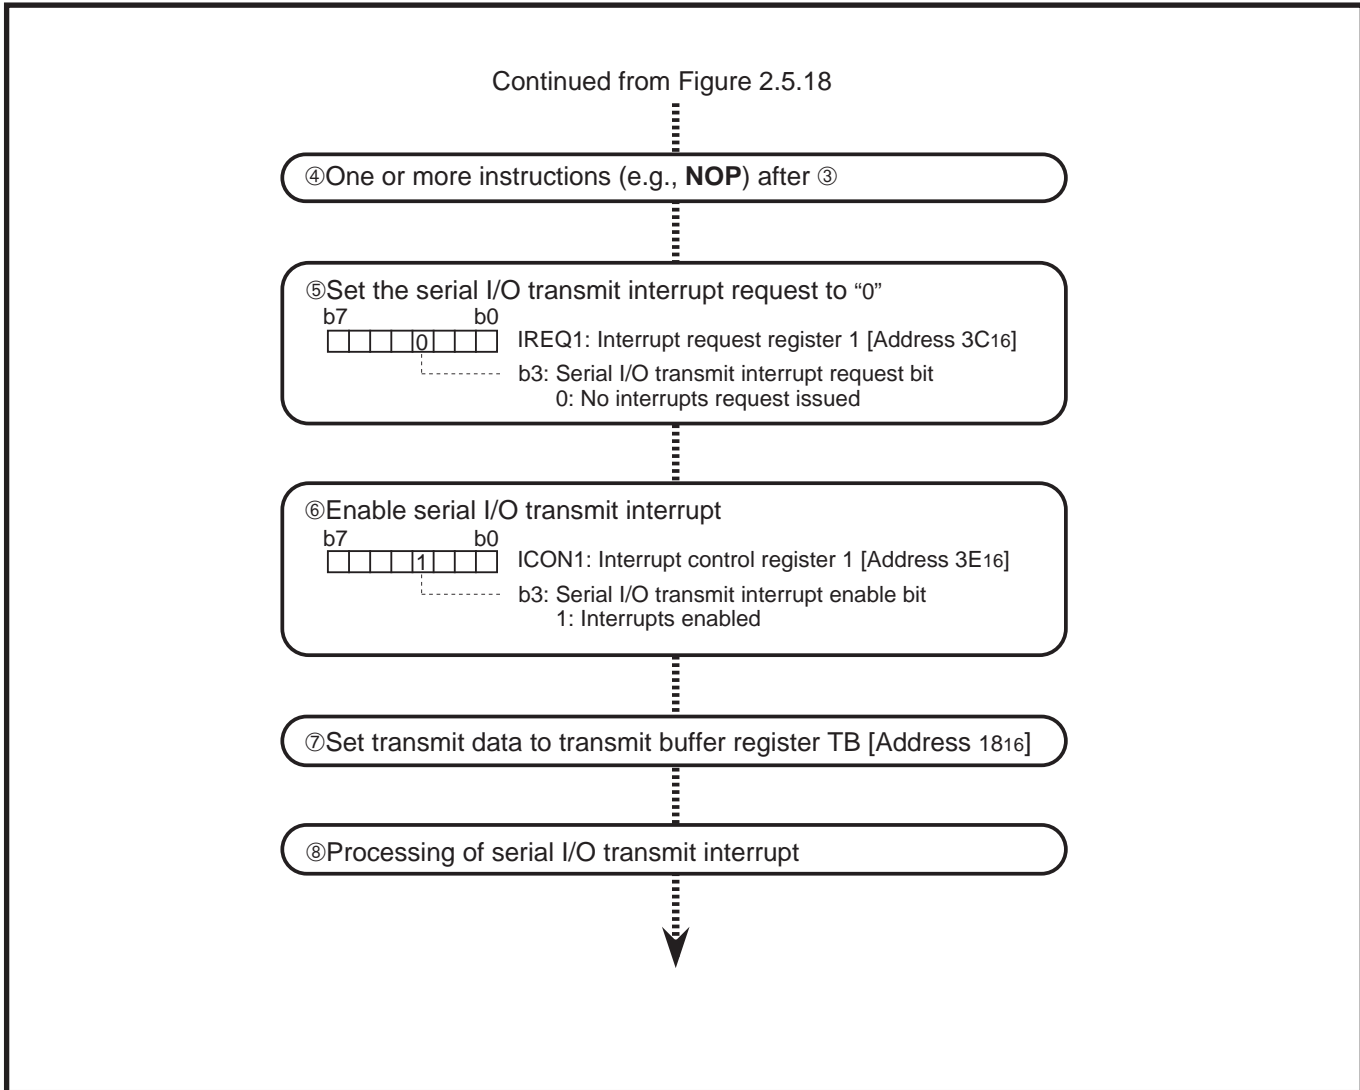 Continued from Figure 2.5.18
④One or more instructions (e.g., NOP) after ③
⑤Set the serial I/O transmit interrupt request to “0”
b7 b0
0 IREQ1: Interrupt request register 1 [Address 3C16]
b3: Serial I/O transmit interrupt request bit
0: No interrupts request issued
⑥Enable serial I/O transmit interrupt
b7 b0
1 ICON1: Interrupt control register 1 [Address 3E16]
b3: Serial I/O transmit interrupt enable bit
1: Interrupts enabled
⑦Set transmit data to transmit buffer register TB [Address 1816]
⑧Processing of serial I/O transmit interrupt